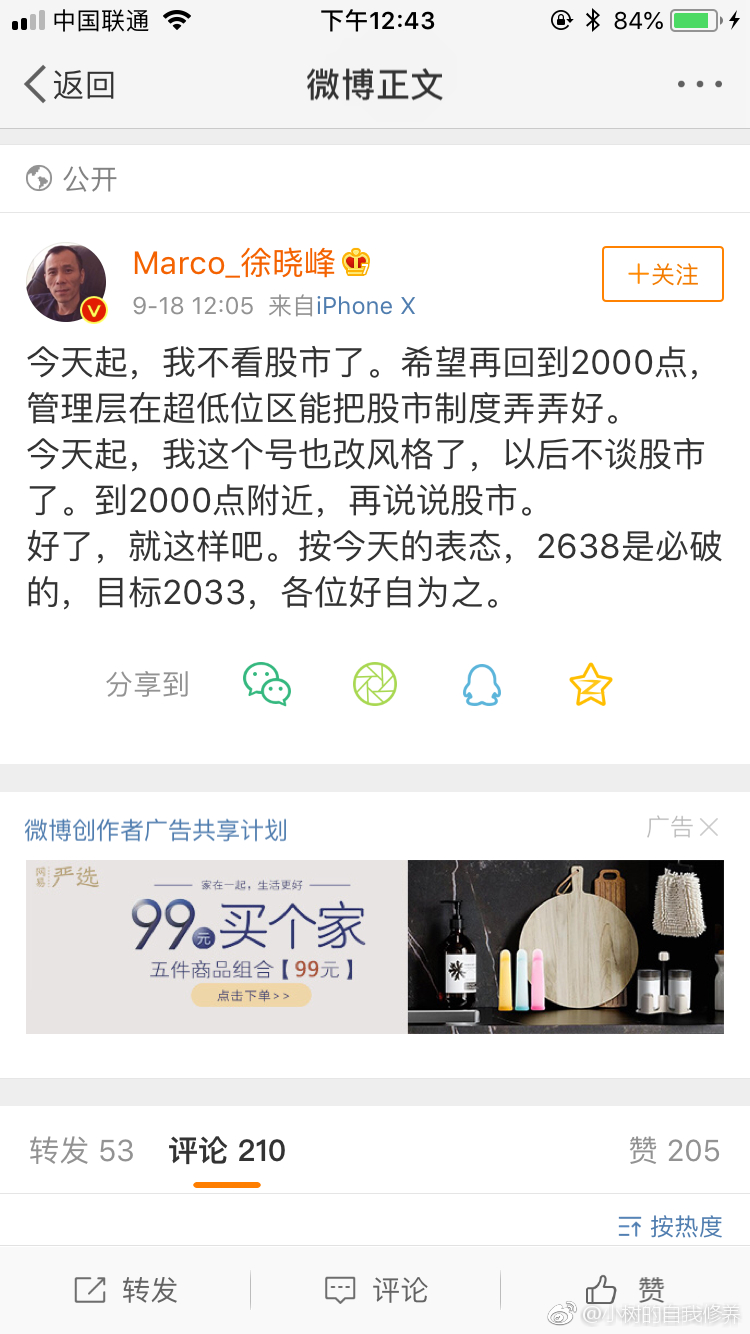 中国联通 下午12:43 84%
返回 微博正文
公开
Marco_徐晓峰
9-18 12:05 来自iPhone X
+关注
今天起，我不看股市了。希望再回到2000点，
管理层在超低位区能把股市制度弄弄好。
今天起，我这个号也改风格了，以后不谈股市
了。到2000点附近，再说说股市。
好了，就这样吧。按今天的表态，2638是必破
的，目标2033，各位好自为之。
分享到
微博创作者广告共享计划 广告
网易严选
家在一起，生活更好
99元买个家
五件商品组合【99元】
点击下单>>
转发 53 评论 210 赞 205
按热度
转发 评论 赞
@小树的自我修养